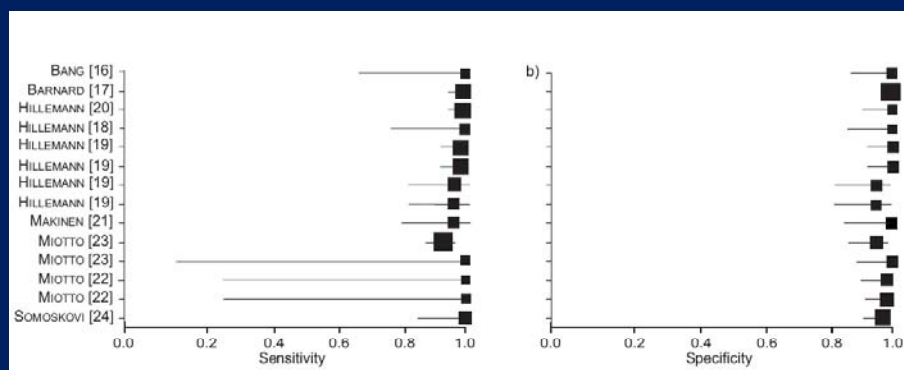 BANG [16]
BARNARD [17]
HILLEMANN [20]
HILLEMANN [18]
HILLEMANN [19]
HILLEMANN [19]
HILLEMANN [19]
HILLEMANN [19]
MAKINEN [21]
MIOTTO [23]
MIOTTO [23]
MIOTTO [22]
MIOTTO [22]
SOMOSKOVI [24]
0.0 0.2 0.4 0.6 0.8 1.0
Sensitivity
b)
0.0 0.2 0.4 0.6 0.8 1.0
Specificity